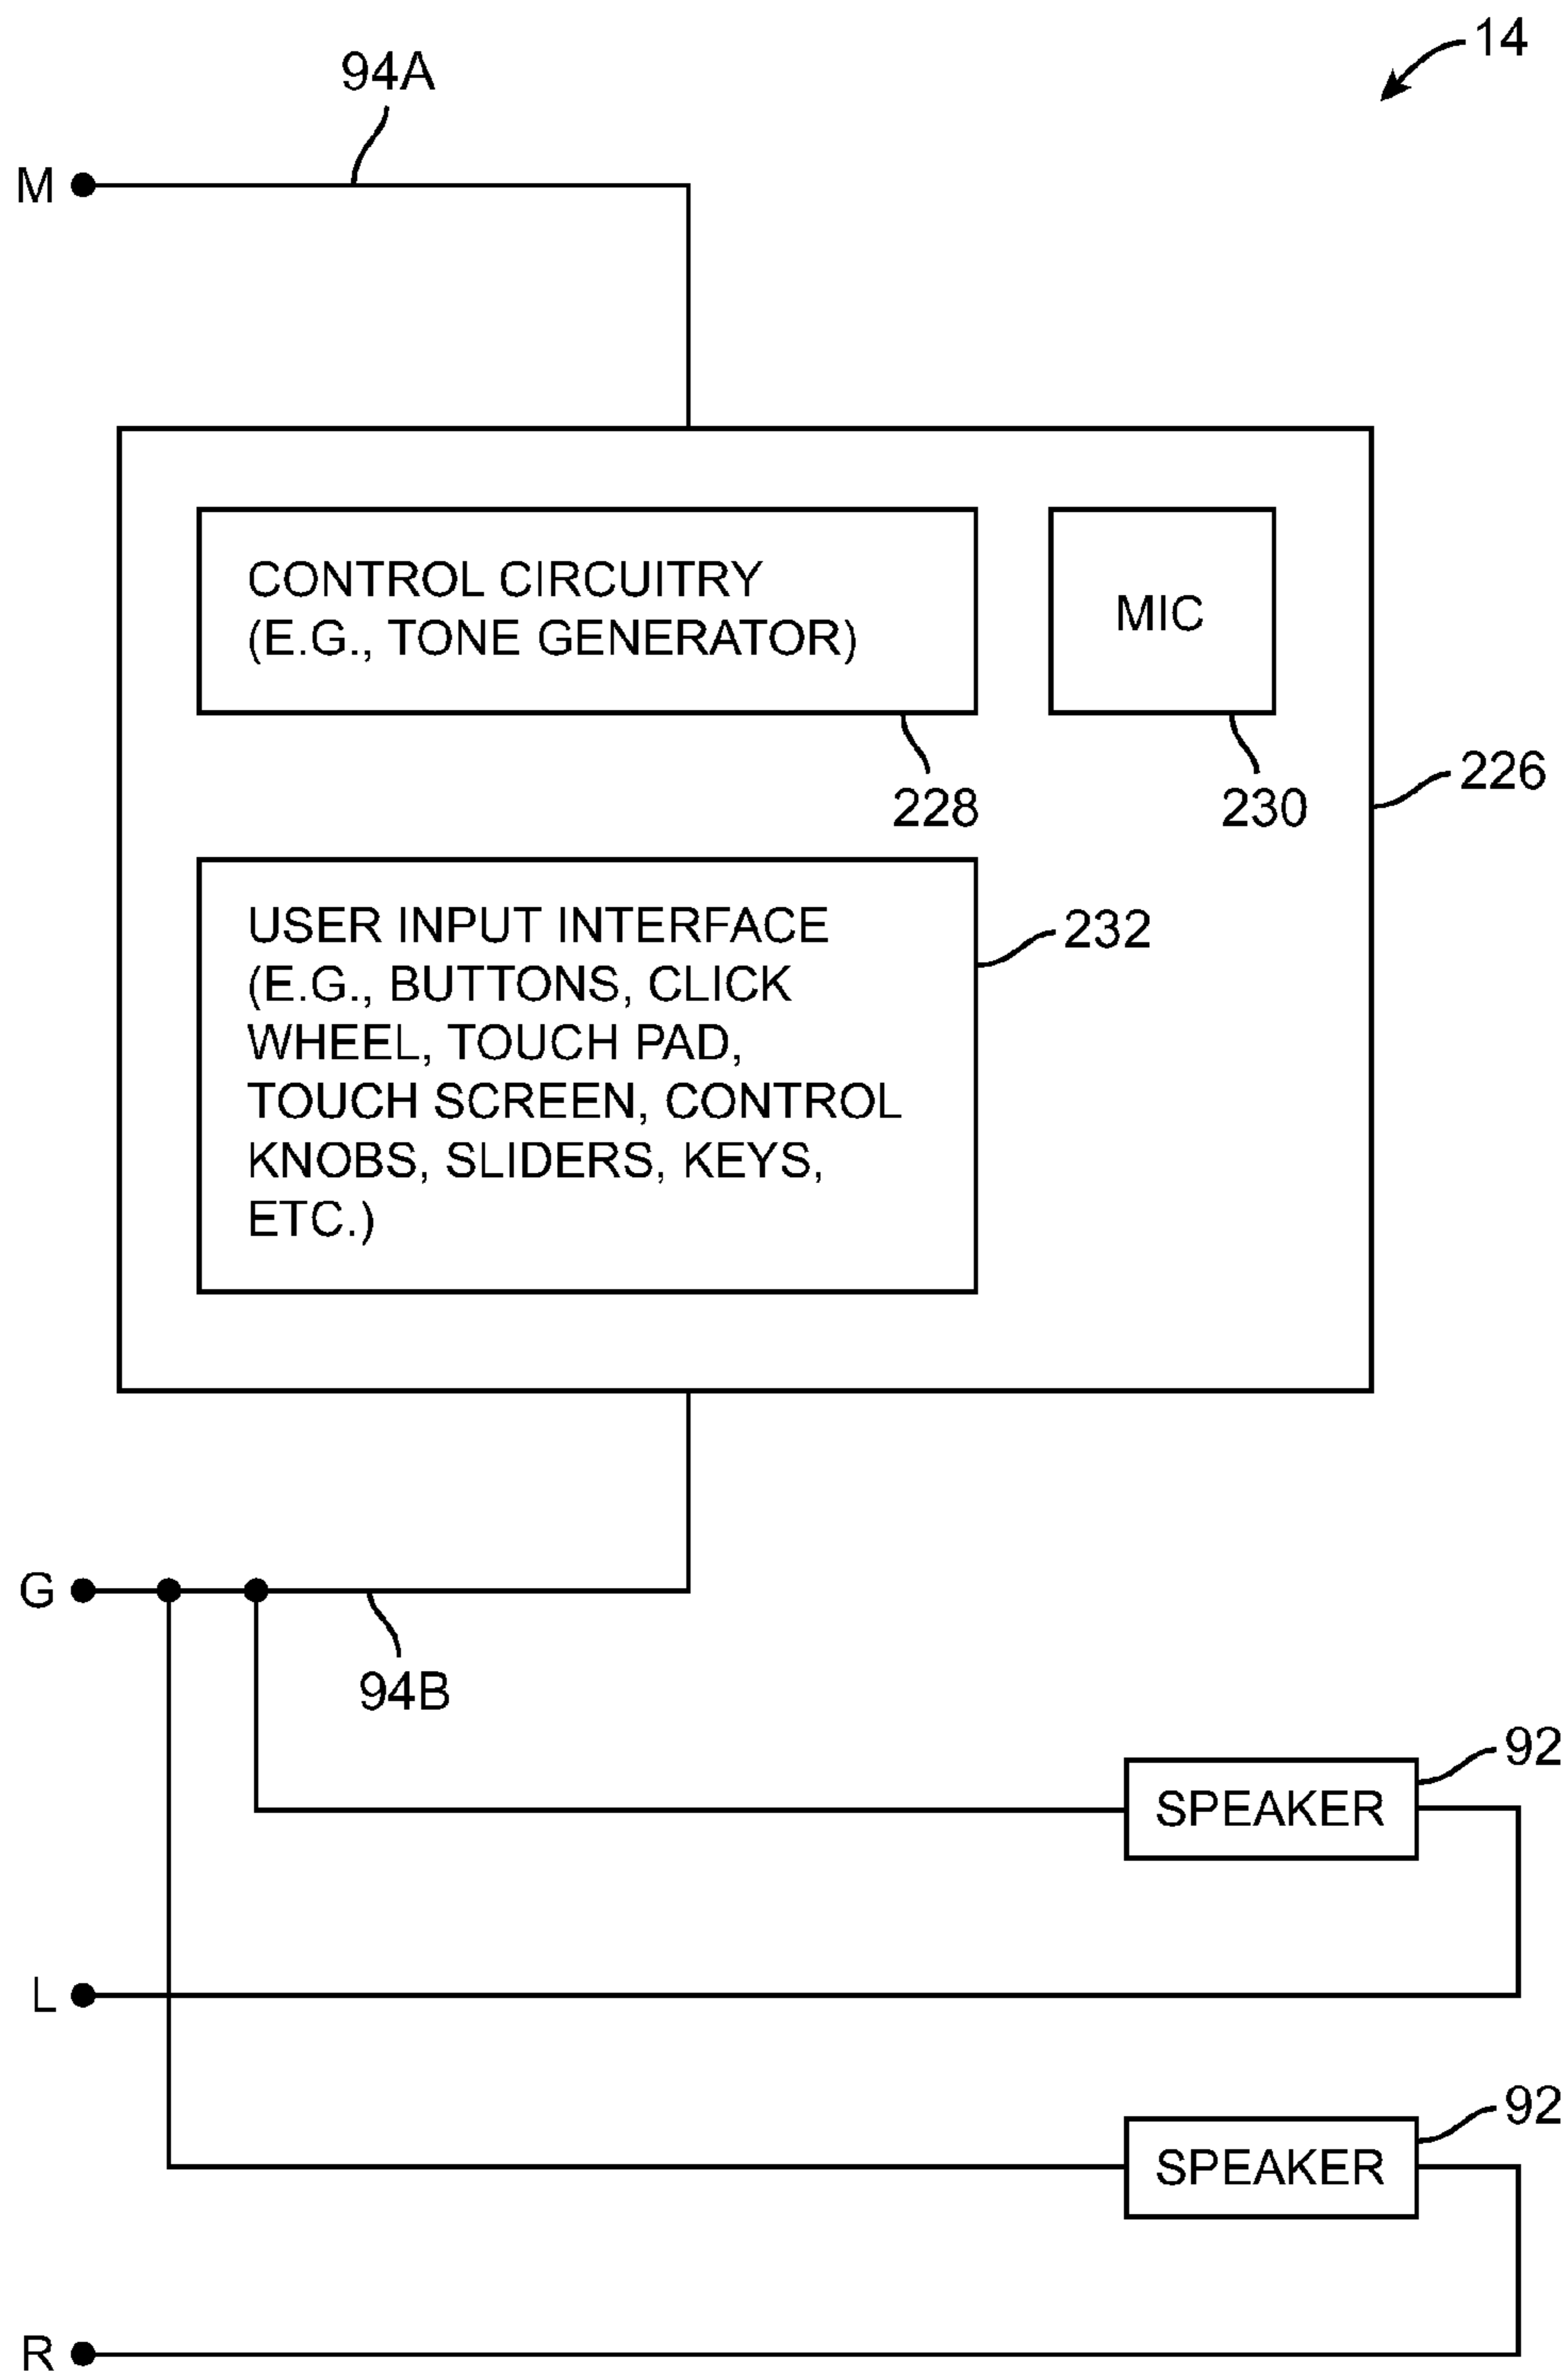 14
94A
M
CONTROL CIRCUITRY
(E.G., TONE GENERATOR)
MIC
226
228
230
USER INPUT INTERFACE
(E.G., BUTTONS, CLICK
WHEEL, TOUCH PAD,
TOUCH SCREEN, CONTROL
KNOBS, SLIDERS, KEYS,
ETC.)
232
G
94B
92
SPEAKER
L
92
SPEAKER
R